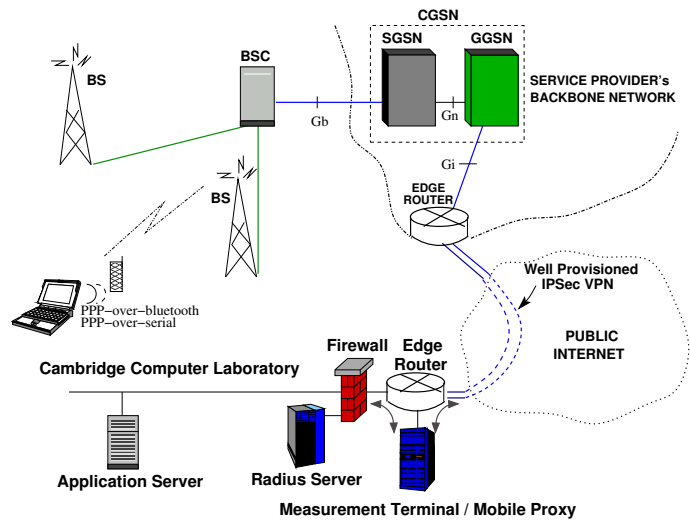 CGSN
SGSN
GGSN
BSC
BS
SERVICE PROVIDER's
BACKBONE NETWORK
Gb
Gn
Gi
EDGE
ROUTER
BS
Well Provisioned
IPSec VPN
PPP-over-bluetooth
PPP-over-serial
PUBLIC
INTERNET
Firewall
Edge
Router
Cambridge Computer Laboratory
Application Server
Radius Server
Measurement Terminal / Mobile Proxy